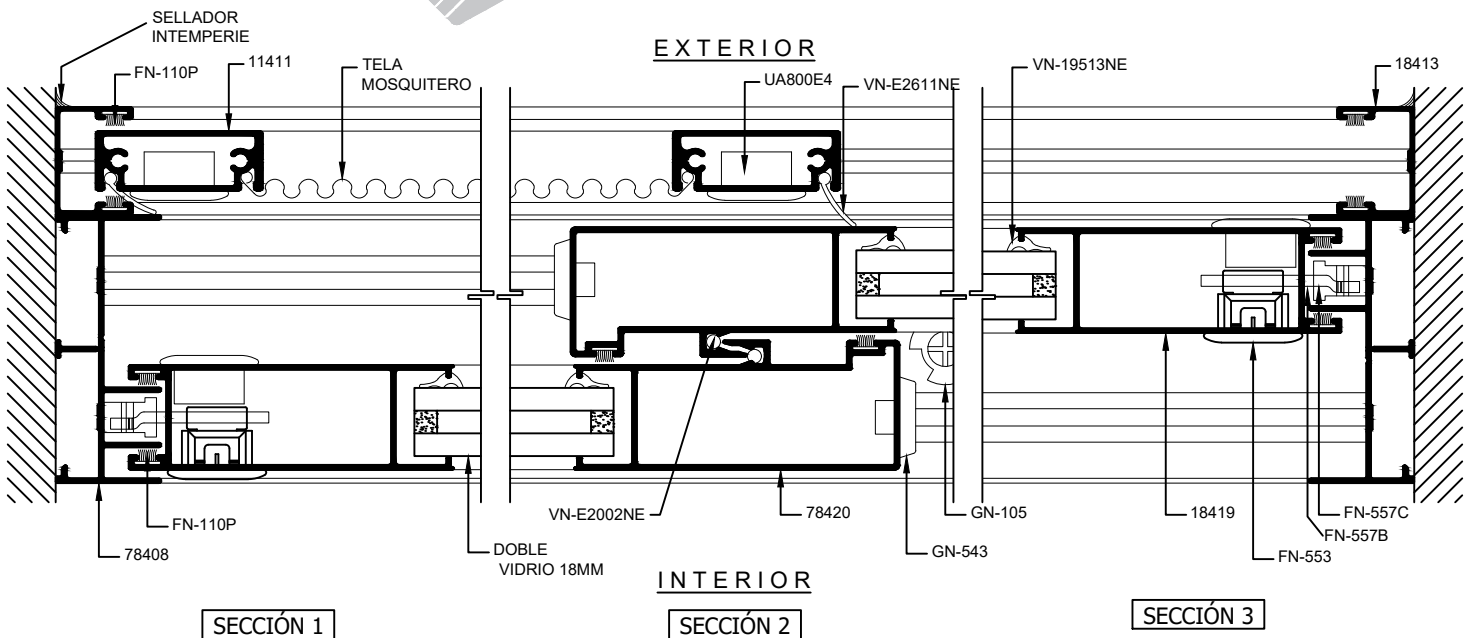 SELLADOR
INTEMPERIE
EXTERIOR
FN-110P
11411
TELA
MOSQUITERO
UA800E4
VN-E2611NE
VN-19513NE
18413
FN-110P
78408
DOBLE
VIDRIO 18MM
VN-E2002NE
78420
GN-105
GN-543
18419
FN-557C
FN-557B
FN-553
INTERIOR
SECCIÓN 1
SECCIÓN 2
SECCIÓN 3